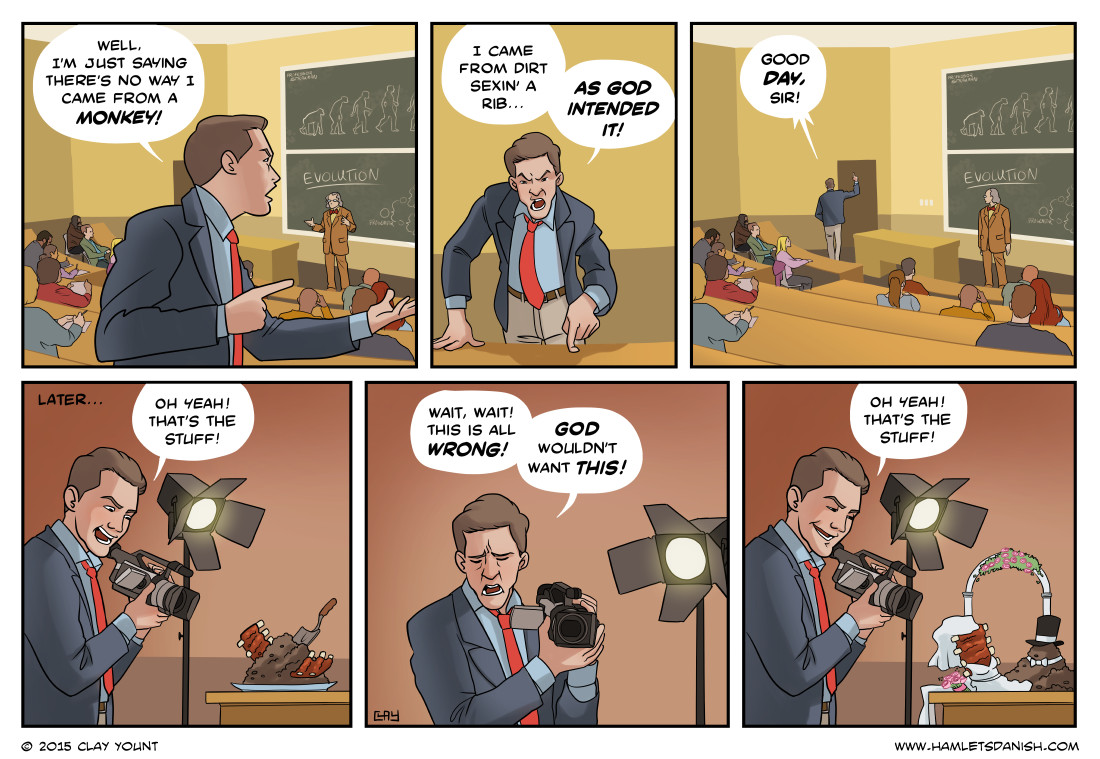 WELL,
I'M JUST SAYING
THERE'S NO WAY I
CAME FROM A
MONKEY!
EVOLUTION
I CAME
FROM DIRT
SEXIN' A
RIB...
AS GOD
INTENDED
IT!
GOOD
DAY,
SIR!
EVOLUTION
LATER...
OH YEAH!
THAT'S THE
STUFF!
WAIT, WAIT!
THIS IS ALL
WRONG!
GOD
WOULDN'T
WANT THIS!
CLAY
OH YEAH!
THAT'S THE
STUFF!
© 2015 CLAY YOUNT
WWW.HAMLETSDANISH.COM